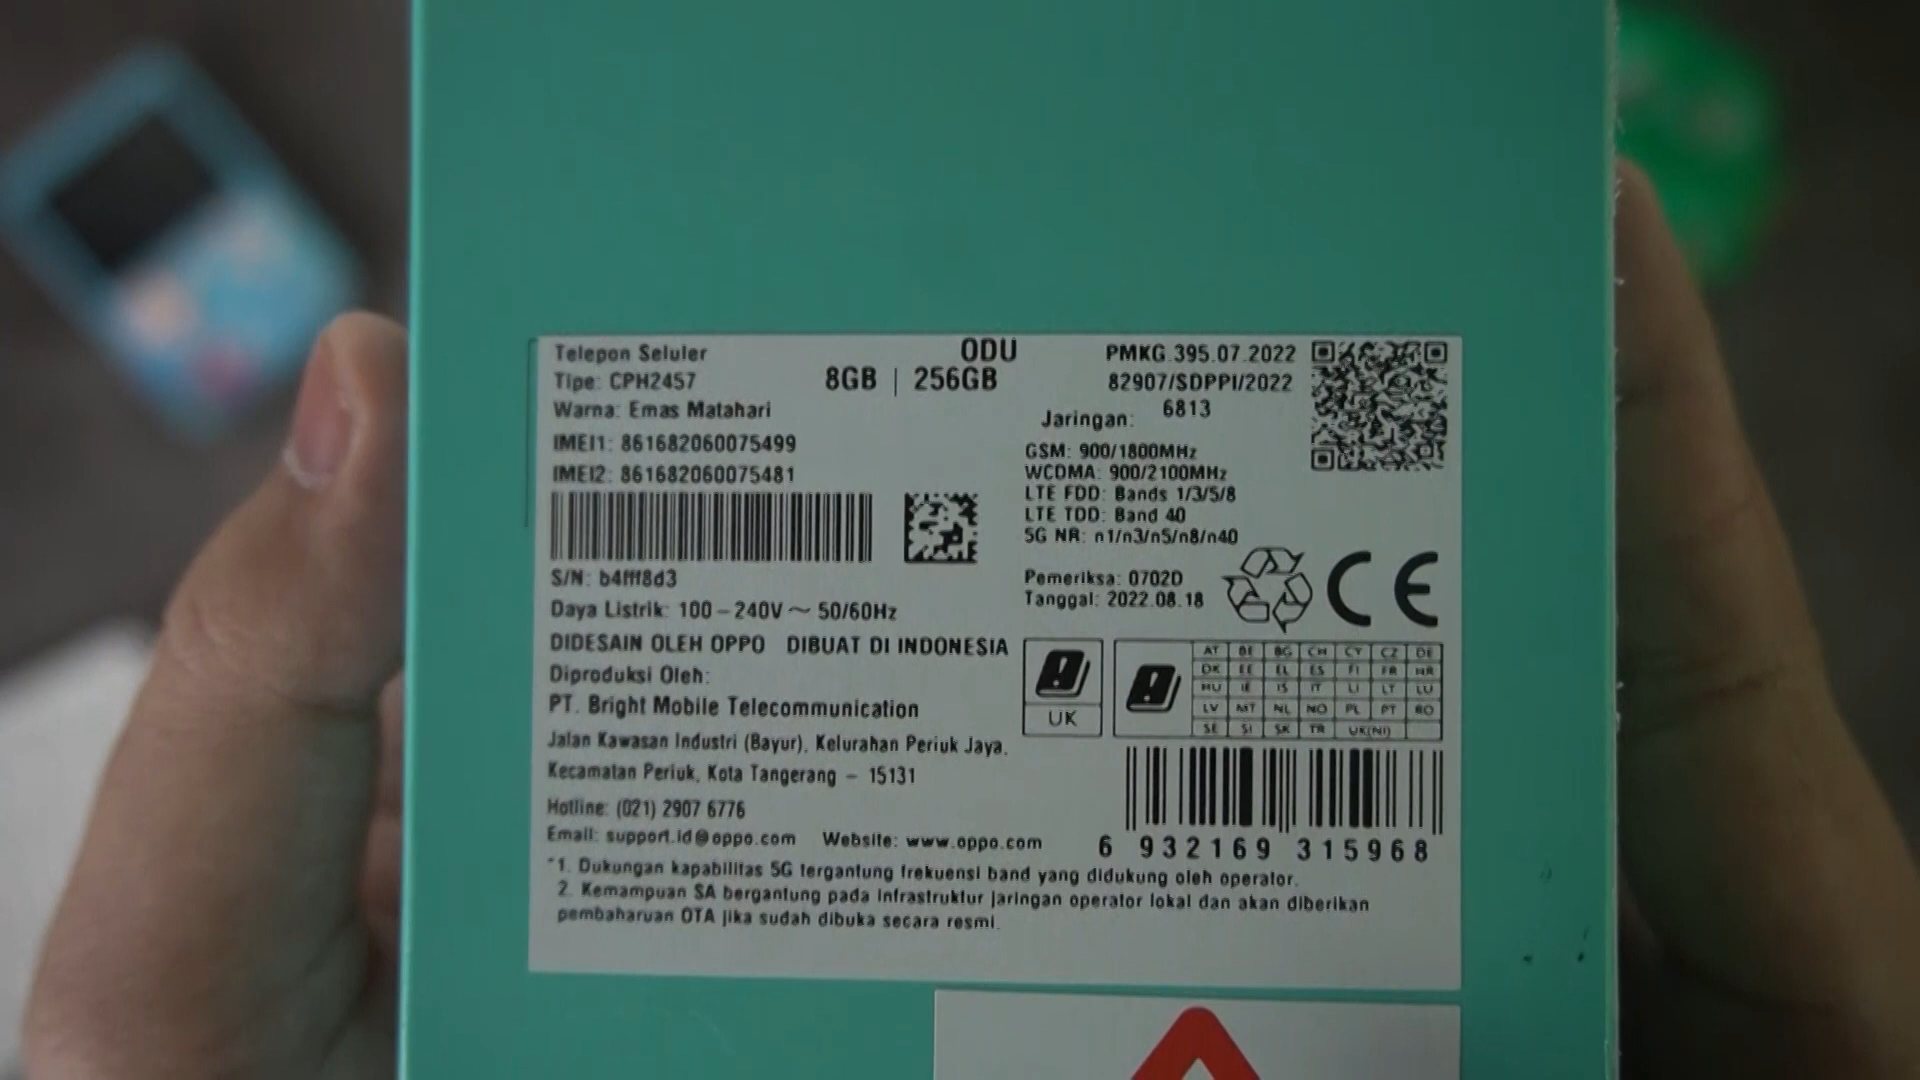 Telepon Seluler
Tipe: CPH2457
Warna: Emas Matahari
IMEI1: 861682060075499
IMEI2: 861682060075481
ODU
8GB | 256GB
PMKG.395.07.2022
82907/SDPPI/2022
6813
Jaringan:
GSM: 900/1800MHz
WCDMA: 900/2100MHz
LTE FDD: Bands 1/3/5/8
LTE TDD: Band 40
5G NR: n1/n3/n5/n8/n40
Pemeriksa: 0702D
Tanggal: 2022.08.18
CE
S/N: b4fff8d3
Daya Listrik: 100–240V ~ 50/60Hz
DIDESAIN OLEH OPPO DIBUAT DI INDONESIA
Diproduksi Oleh:
PT. Bright Mobile Telecommunication
Jalan Kawasan Industri (Bayur), Kelurahan Periuk Jaya,
Kecamatan Periuk, Kota Tangerang – 15131
Hotline: (021) 2907 6776
Email: support.id@oppo.com Website: www.oppo.com
UK
AT BE BG CH CY CZ DE
DK EE EL ES FI FR HR
HU IE IS IT LI LT LU
LV MT NL NO PL PT RO
SE SI SK TR UK(NI)
6 932169 315968
*1. Dukungan kapabilitas 5G tergantung frekuensi band yang didukung oleh operator.
2. Kemampuan SA bergantung pada infrastruktur jaringan operator lokal dan akan diberikan
pembaharuan OTA jika sudah dibuka secara resmi.